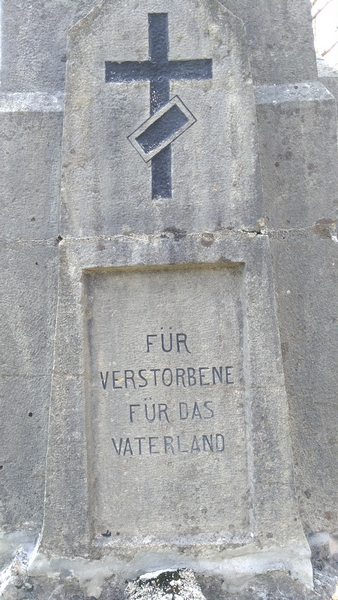 FÜR
VERSTORBENE
FÜR DAS
VATERLAND